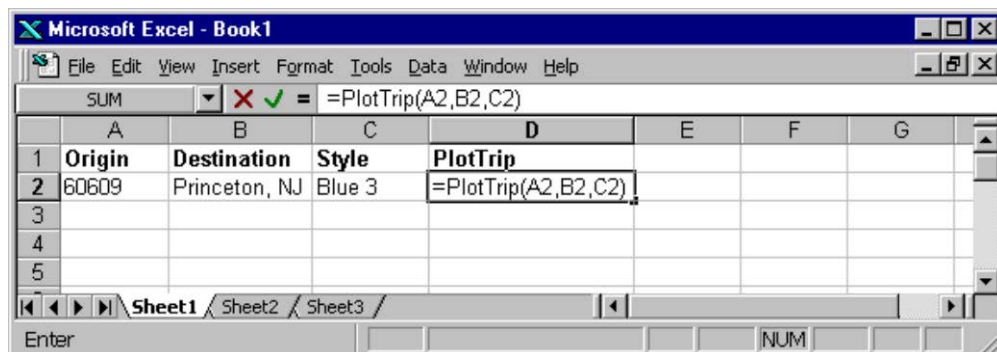 Microsoft Excel - Book1
File Edit View Insert Format Tools Data Window Help
SUM = =PlotTrip(A2,B2,C2)
A B C D E F G
1 Origin Destination Style PlotTrip
2 60609 Princeton, NJ Blue 3 =PlotTrip(A2,B2,C2)
3
4
5
Sheet1 / Sheet2 / Sheet3 /
Enter NUM